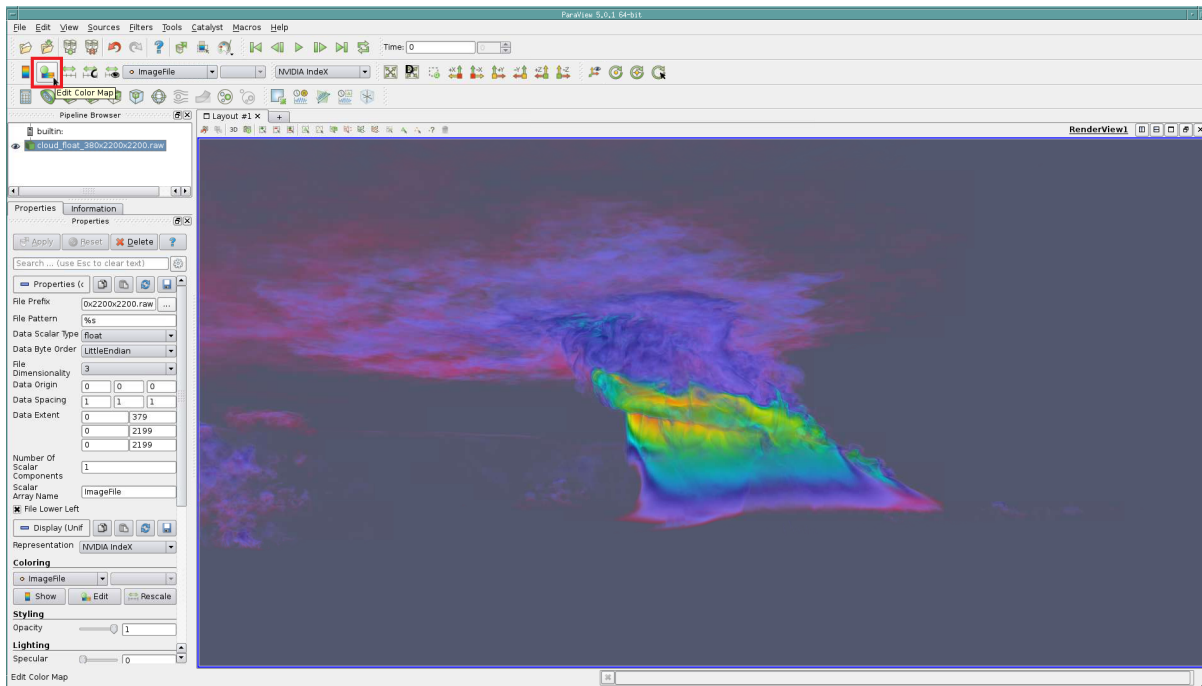 ParaView 5.0.1 64-bit
File Edit View Sources Filters Tools Catalyst Macros Help
Time: 0 0
ImageFile NVIDIA IndeX
Edit Color Map
Pipeline Browser Layout #1
builtin: 3D RenderView1
cloud_float_380x2200x2200.raw
Properties Information
Properties
Apply Reset Delete ?
Search ... (use Esc to clear text)
Properties (c
File Prefix 0x2200x2200.raw ...
File Pattern %s
Data Scalar Type float
Data Byte Order LittleEndian
File
Dimensionality 3
Data Origin 0 0 0
Data Spacing 1 1 1
Data Extent 0 379
0 2199
0 2199
Number Of
Scalar
Components 1
Scalar
Array Name ImageFile
File Lower Left
Display (Unif
Representation NVIDIA IndeX
Coloring
ImageFile
Show Edit Rescale
Styling
Opacity 1
Lighting
Specular 0
Edit Color Map